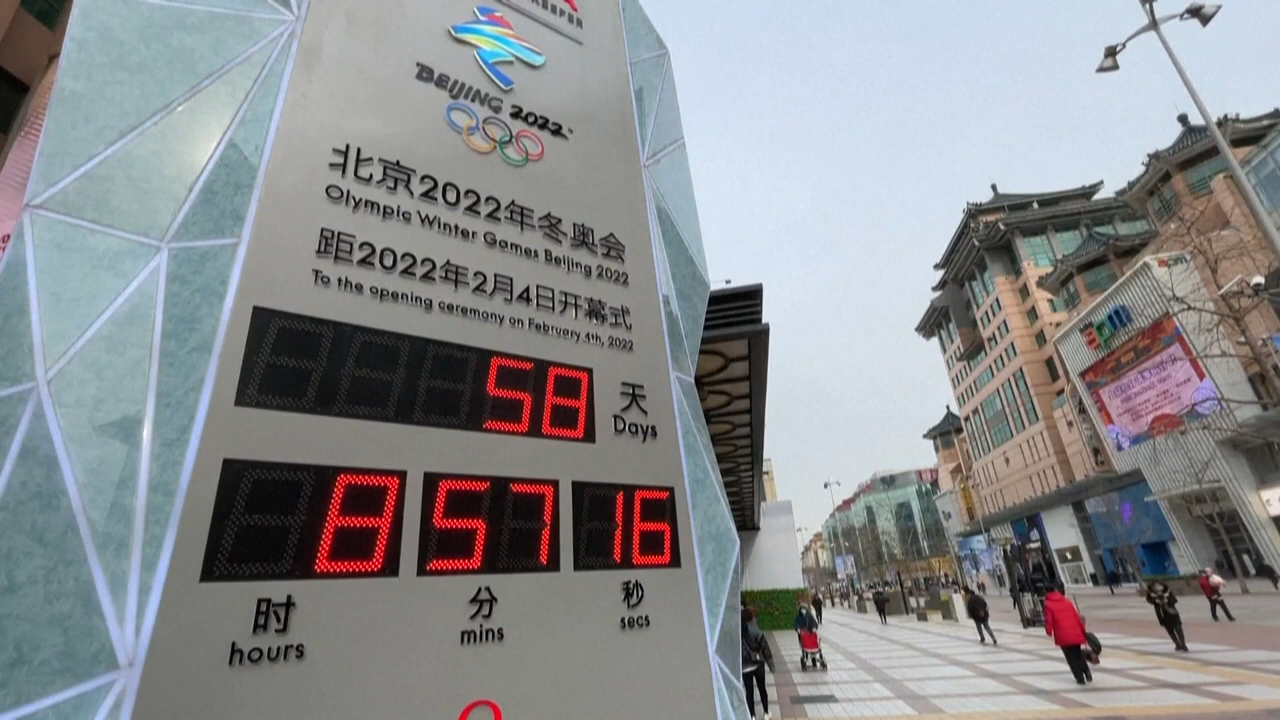 BEIJING 2022
北京2022年冬奥会
Olympic Winter Games Beijing 2022
距2022年2月4日开幕式
To the opening ceremony on February 4th, 2022
58
天
Days
8 57 16
时 分 秒
hours mins secs